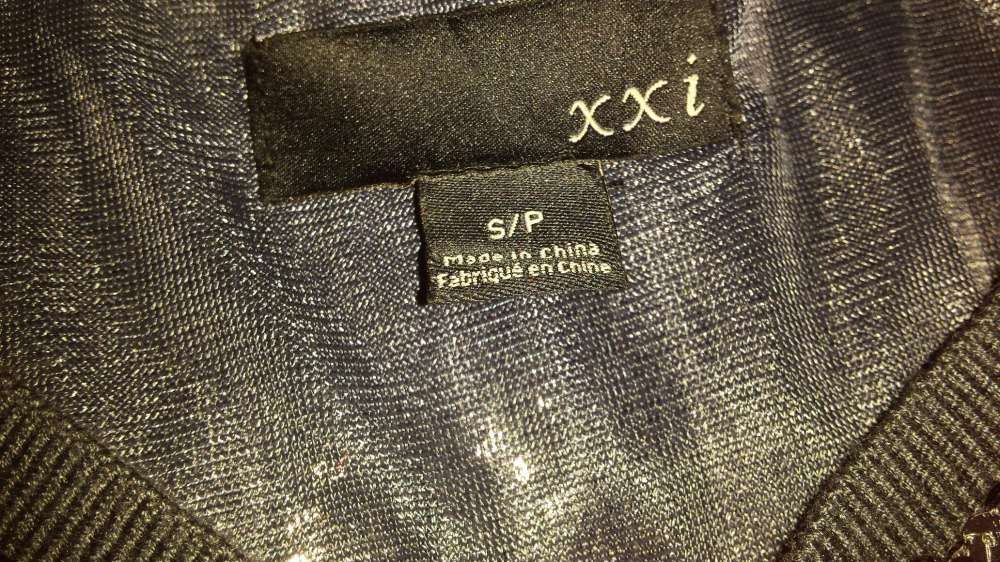 xxi
S/P
Made in China
Fabriqué en Chine